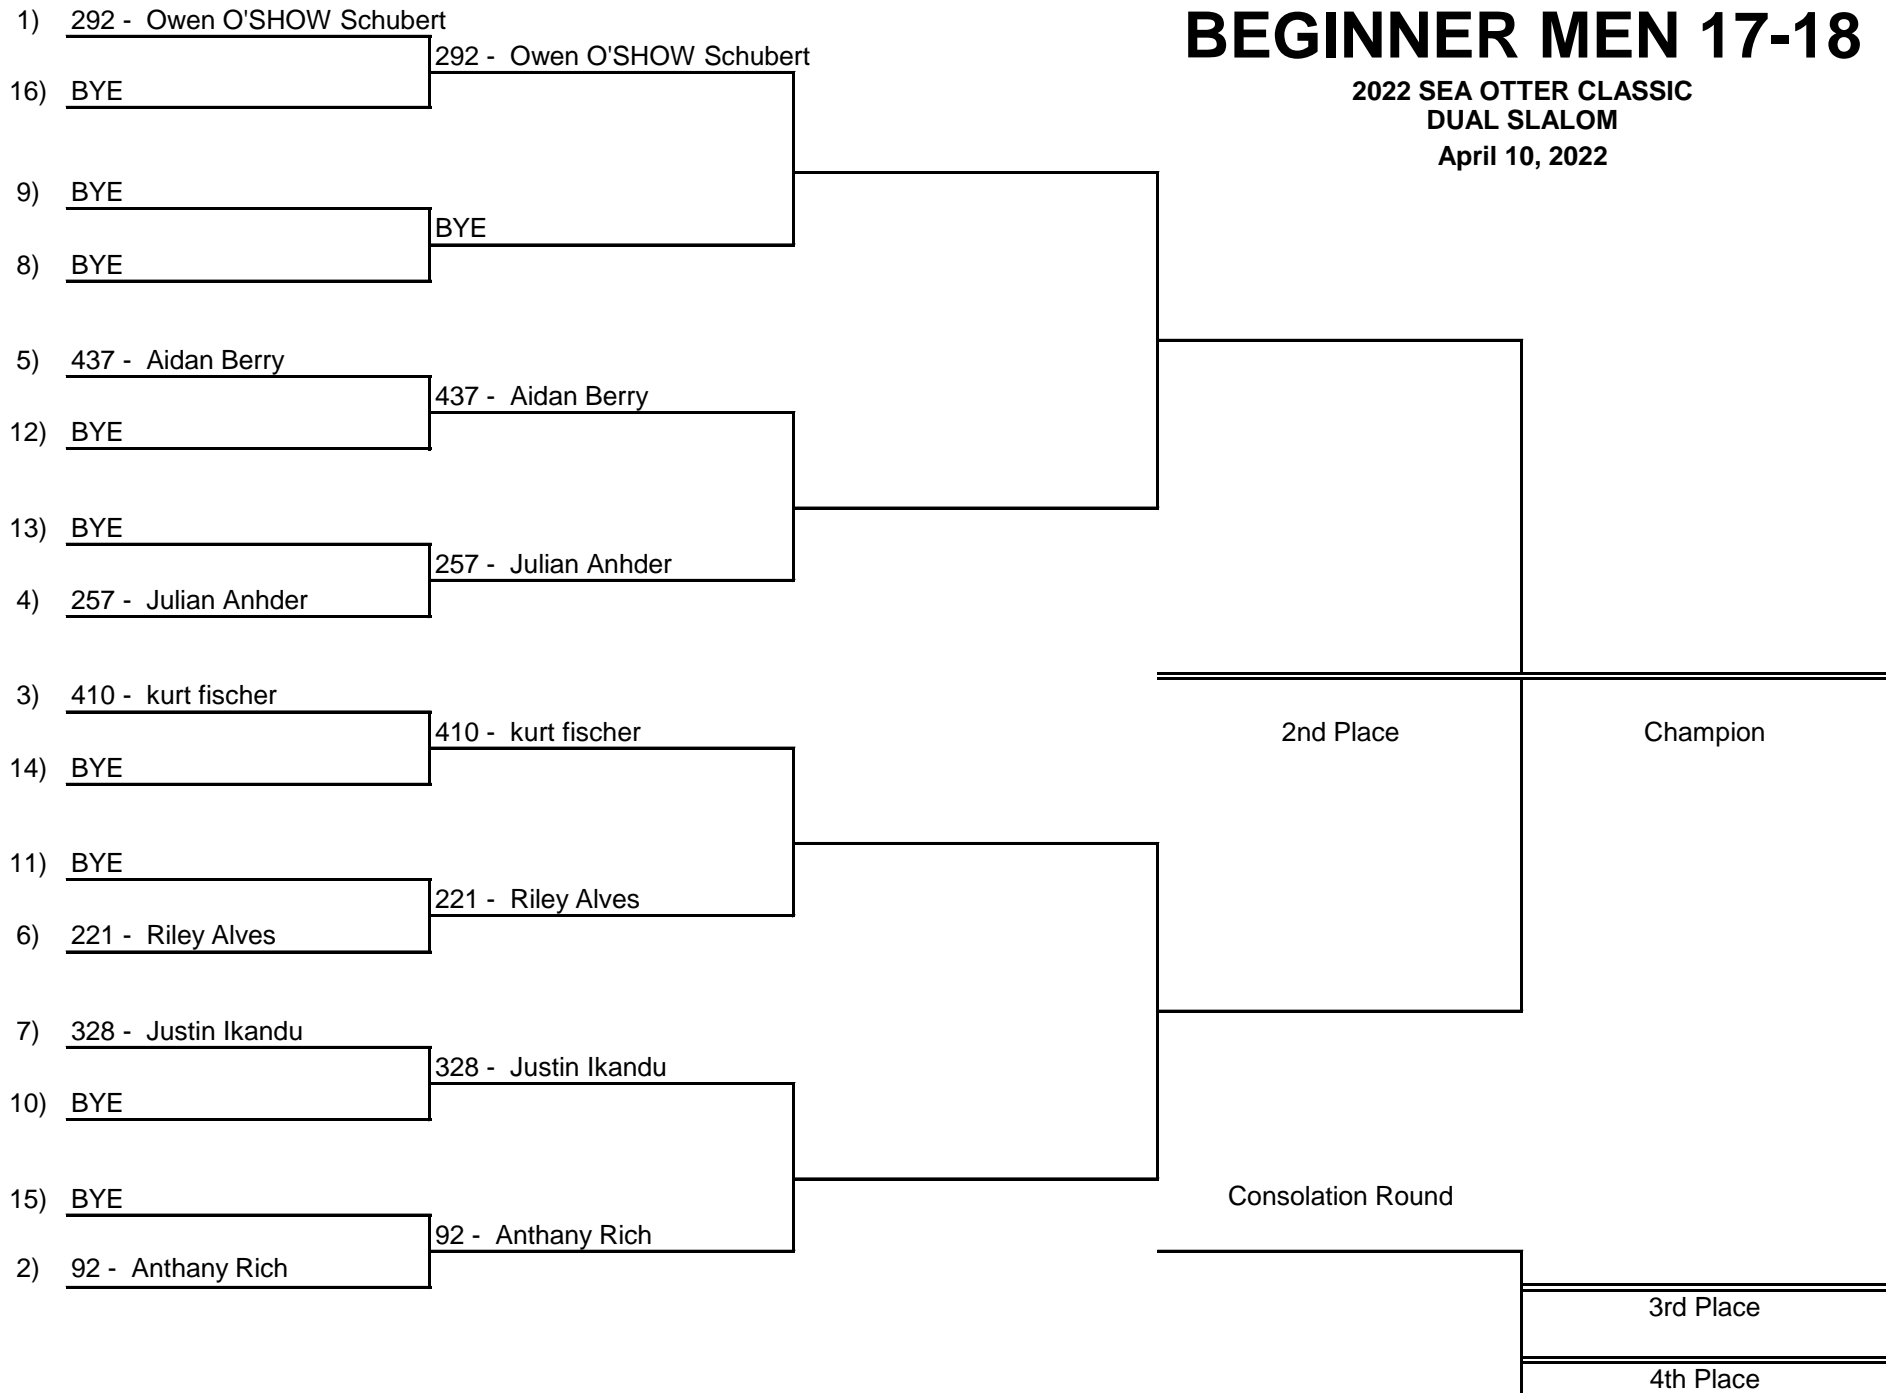 BEGINNER MEN 17-18
2022 SEA OTTER CLASSIC
DUAL SLALOM
April 10, 2022
1) 292 - Owen O'SHOW Schubert
292 - Owen O'SHOW Schubert
16) BYE
9) BYE
BYE
8) BYE
5) 437 - Aidan Berry
437 - Aidan Berry
12) BYE
13) BYE
257 - Julian Anhder
4) 257 - Julian Anhder
3) 410 - kurt fischer
410 - kurt fischer
2nd Place
Champion
14) BYE
11) BYE
221 - Riley Alves
6) 221 - Riley Alves
7) 328 - Justin Ikandu
328 - Justin Ikandu
10) BYE
15) BYE
Consolation Round
92 - Anthany Rich
2) 92 - Anthany Rich
3rd Place
4th Place